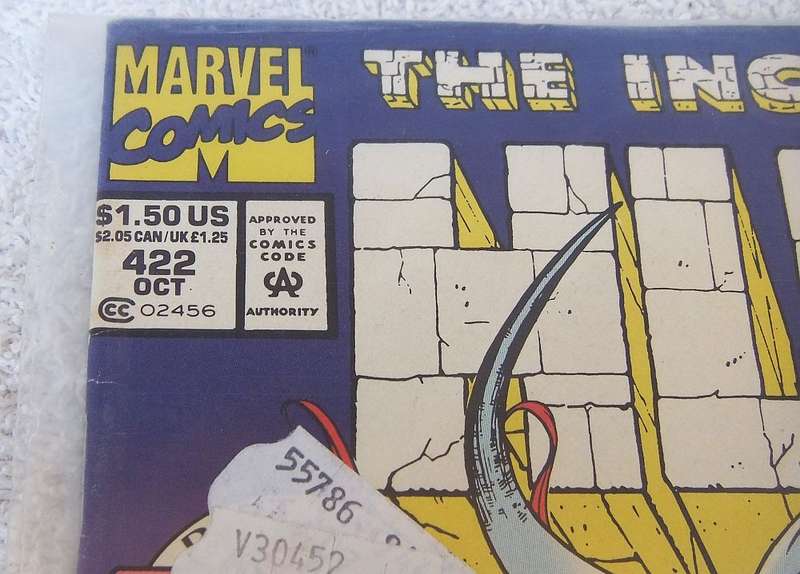 MARVEL
COMICS
M
THE INC
HU
$1.50 US
$2.05 CAN/UK £1.25
422
OCT
CC 02456
APPROVED
BY THE
COMICS
CODE
CA
AUTHORITY
55786
V30452